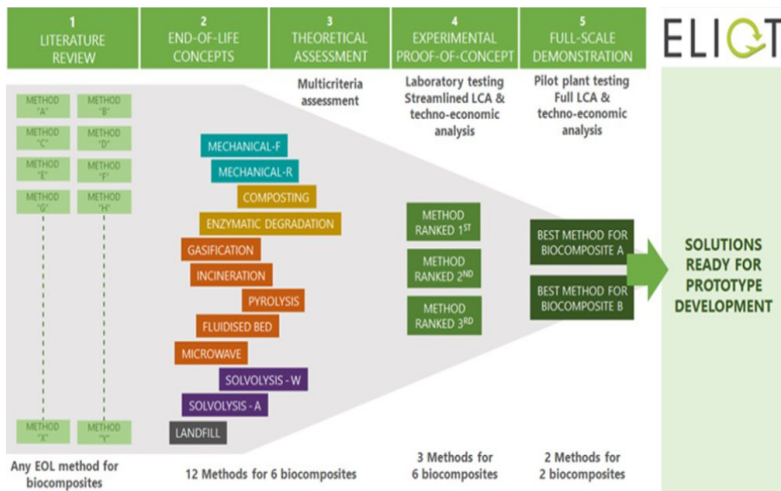 1
LITERATURE
REVIEW
2
END-OF-LIFE
CONCEPTS
3
THEORETICAL
ASSESSMENT
4
EXPERIMENTAL
PROOF-OF-CONCEPT
5
FULL-SCALE
DEMONSTRATION
ELIOT
Multicriteria
assessment
Laboratory testing
Streamlined LCA &
techno-economic
analysis
Pilot plant testing
Full LCA &
techno-economic
analysis
METHOD
"A"
METHOD
"B"
METHOD
"C"
METHOD
"D"
METHOD
"E"
METHOD
"F"
METHOD
"G"
METHOD
"H"
METHOD
"X"
METHOD
"Y"
MECHANICAL-F
MECHANICAL-R
COMPOSTING
ENZYMATIC DEGRADATION
GASIFICATION
INCINERATION
PYROLYSIS
FLUIDISED BED
MICROWAVE
SOLVOLYSIS - W
SOLVOLYSIS - A
LANDFILL
METHOD
RANKED 1ST
METHOD
RANKED 2ND
METHOD
RANKED 3RD
BEST METHOD FOR
BIOCOMPOSITE A
BEST METHOD FOR
BIOCOMPOSITE B
SOLUTIONS
READY FOR
PROTOTYPE
DEVELOPMENT
Any EOL method for
biocomposites
12 Methods for 6 biocomposites
3 Methods for
6 biocomposites
2 Methods for
2 biocomposites